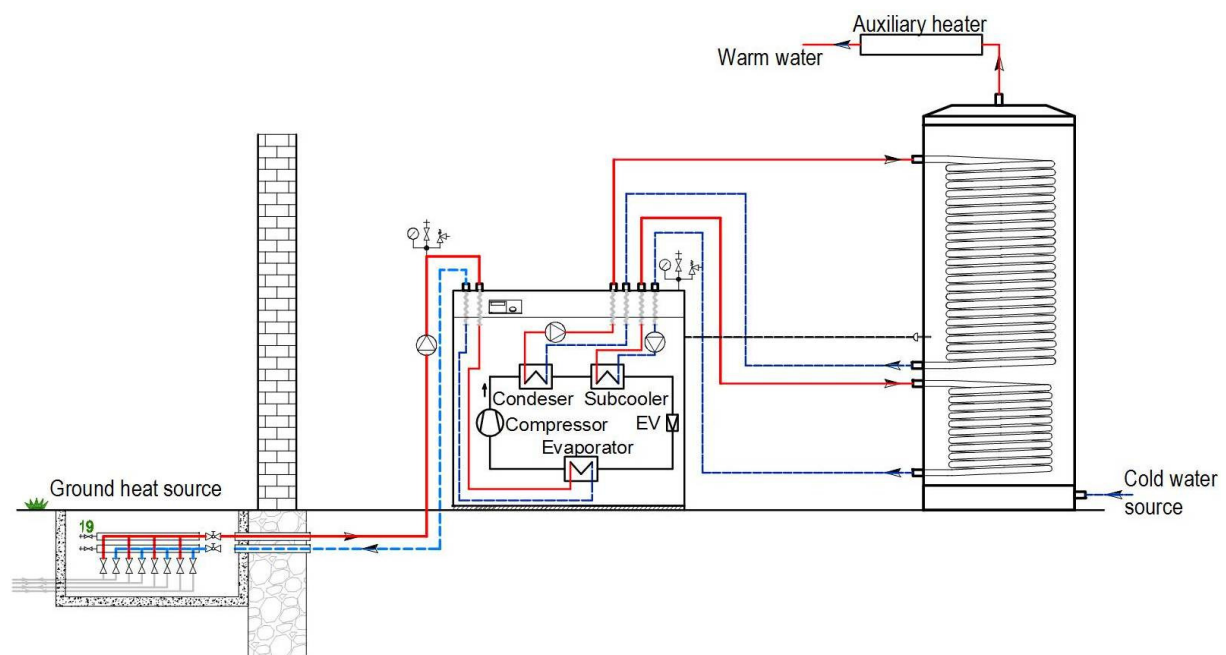 Auxiliary heater
Warm water
Condeser
Subcooler
Compressor
EV
Evaporator
Ground heat source
19
Cold water
source